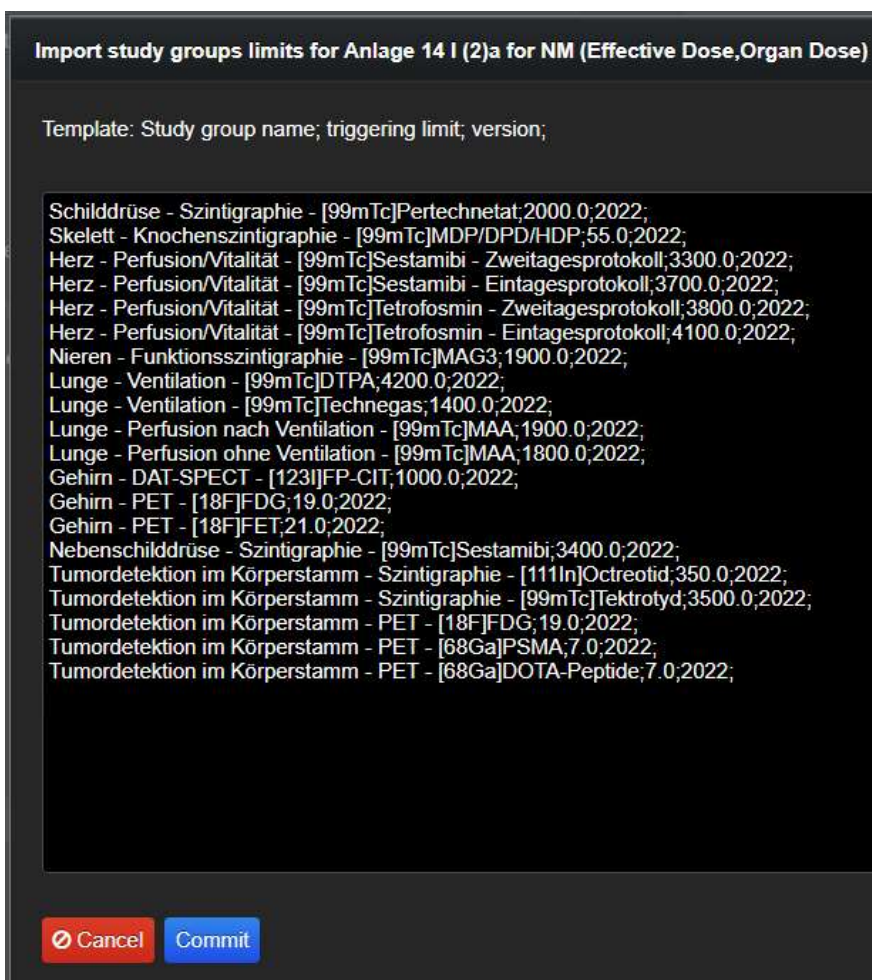 Import study groups limits for Anlage 14 I (2)a for NM (Effective Dose,Organ Dose)
Template: Study group name; triggering limit; version;
Schilddrüse - Szintigraphie - [99mTc]Pertechnetat;2000.0;2022;
Skelett - Knochenszintigraphie - [99mTc]MDP/DPD/HDP;55.0;2022;
Herz - Perfusion/Vitalität - [99mTc]Sestamibi - Zweitagesprotokoll;3300.0;2022;
Herz - Perfusion/Vitalität - [99mTc]Sestamibi - Eintagesprotokoll;3700.0;2022;
Herz - Perfusion/Vitalität - [99mTc]Tetrofosmin - Zweitagesprotokoll;3800.0;2022;
Herz - Perfusion/Vitalität - [99mTc]Tetrofosmin - Eintagesprotokoll;4100.0;2022;
Nieren - Funktionsszintigraphie - [99mTc]MAG3;1900.0;2022;
Lunge - Ventilation - [99mTc]DTPA;4200.0;2022;
Lunge - Ventilation - [99mTc]Technegas;1400.0;2022;
Lunge - Perfusion nach Ventilation - [99mTc]MAA;1900.0;2022;
Lunge - Perfusion ohne Ventilation - [99mTc]MAA;1800.0;2022;
Gehirn - DAT-SPECT - [123I]FP-CIT;1000.0;2022;
Gehirn - PET - [18F]FDG;19.0;2022;
Gehirn - PET - [18F]FET;21.0;2022;
Nebenschilddrüse - Szintigraphie - [99mTc]Sestamibi;3400.0;2022;
Tumordetektion im Körperstamm - Szintigraphie - [111In]Octreotid;350.0;2022;
Tumordetektion im Körperstamm - Szintigraphie - [99mTc]Tektrotyd;3500.0;2022;
Tumordetektion im Körperstamm - PET - [18F]FDG;19.0;2022;
Tumordetektion im Körperstamm - PET - [68Ga]PSMA;7.0;2022;
Tumordetektion im Körperstamm - PET - [68Ga]DOTA-Peptide;7.0;2022;
Cancel Commit